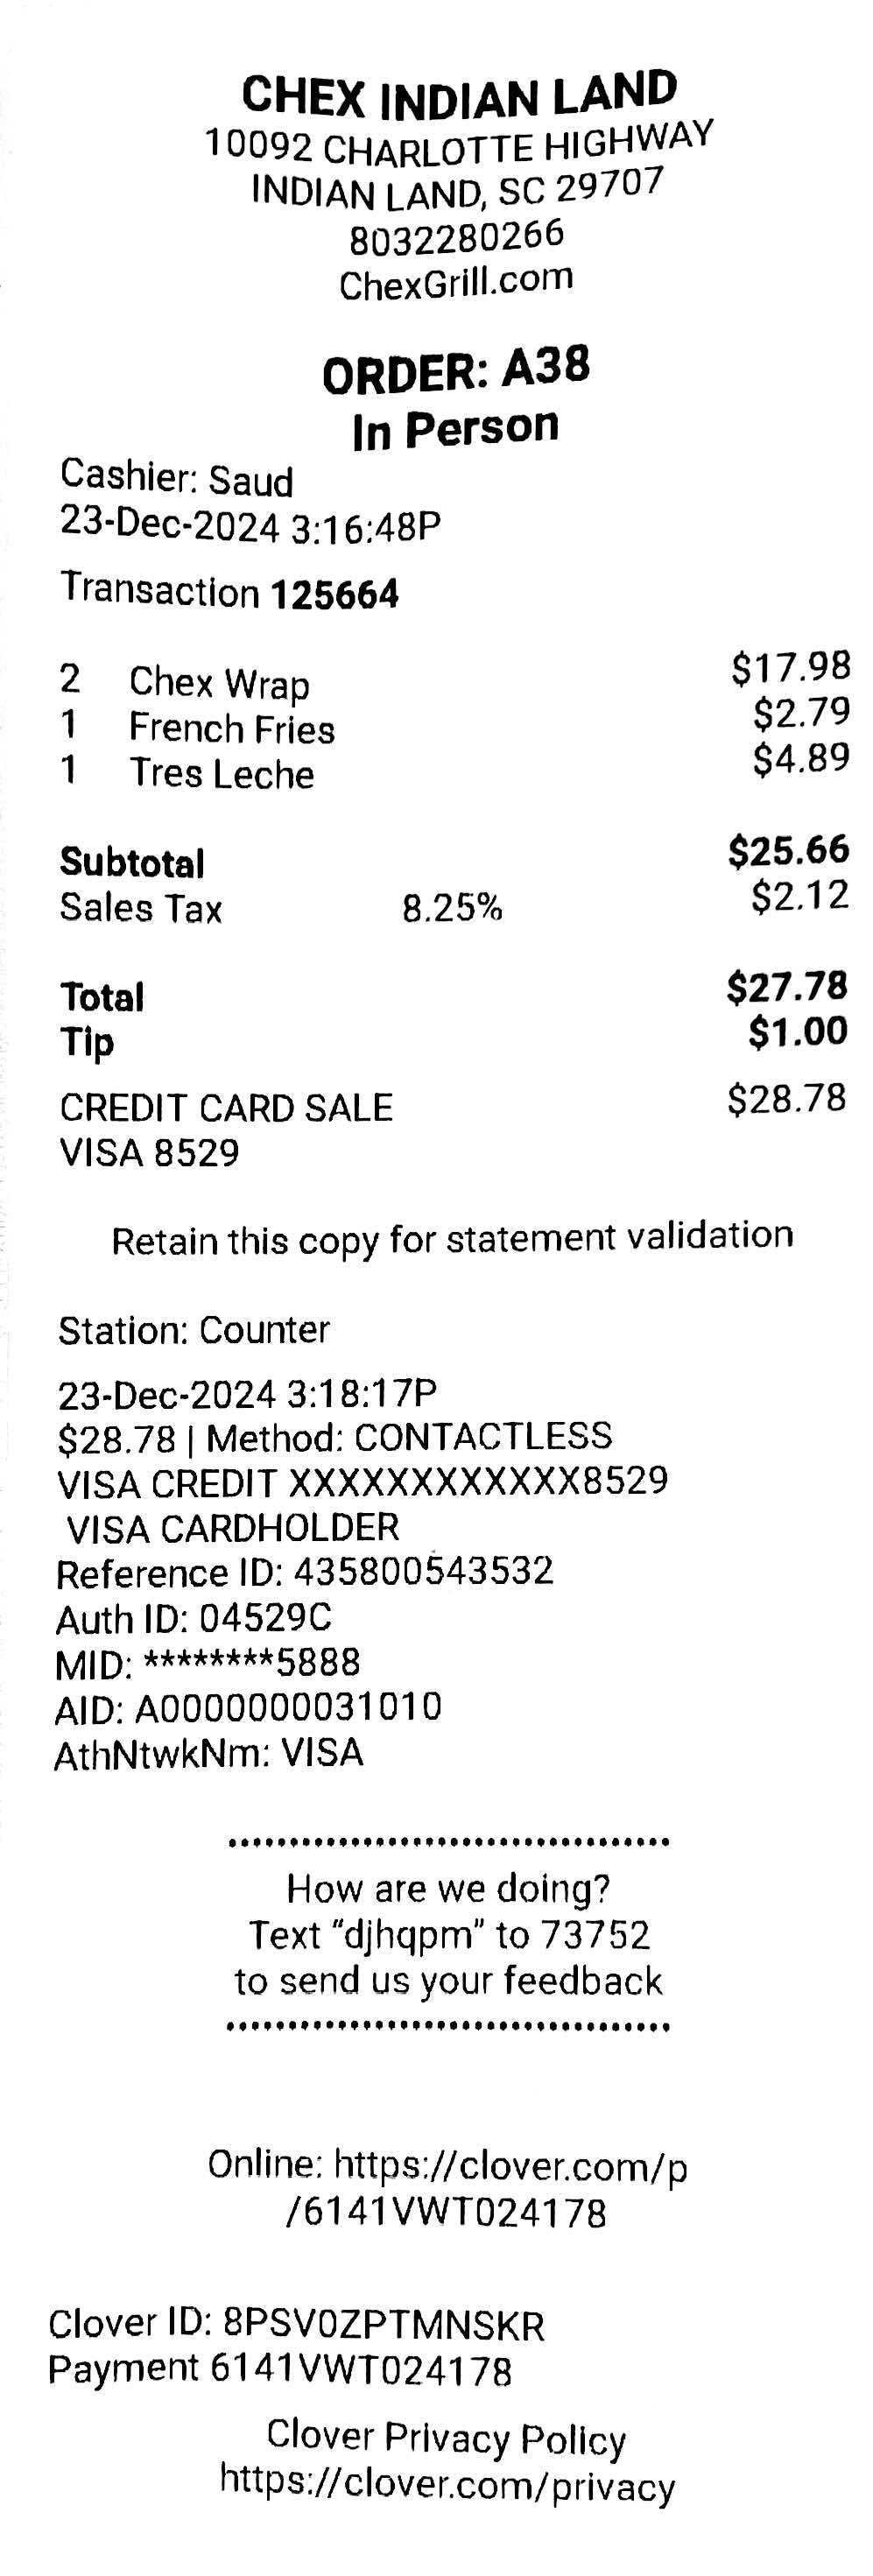 CHEX INDIAN LAND
10092 CHARLOTTE HIGHWAY
INDIAN LAND, SC 29707
8032280266
ChexGrill.com
ORDER: A38
In Person
Cashier: Saud
23-Dec-2024 3:16:48P
Transaction 125664
2 Chex Wrap $17.98
1 French Fries $2.79
1 Tres Leche $4.89
Subtotal $25.66
Sales Tax 8.25% $2.12
Total $27.78
Tip $1.00
CREDIT CARD SALE $28.78
VISA 8529
Retain this copy for statement validation
Station: Counter
23-Dec-2024 3:18:17P
$28.78 | Method: CONTACTLESS
VISA CREDIT XXXXXXXXXXXX8529
VISA CARDHOLDER
Reference ID: 435800543532
Auth ID: 04529C
MID: ********5888
AID: A0000000031010
AthNtwkNm: VISA
How are we doing?
Text "djhqpm" to 73752
to send us your feedback
Online: https://clover.com/p
/6141VWT024178
Clover ID: 8PSV0ZPTMNSKR
Payment 6141VWT024178
Clover Privacy Policy
https://clover.com/privacy